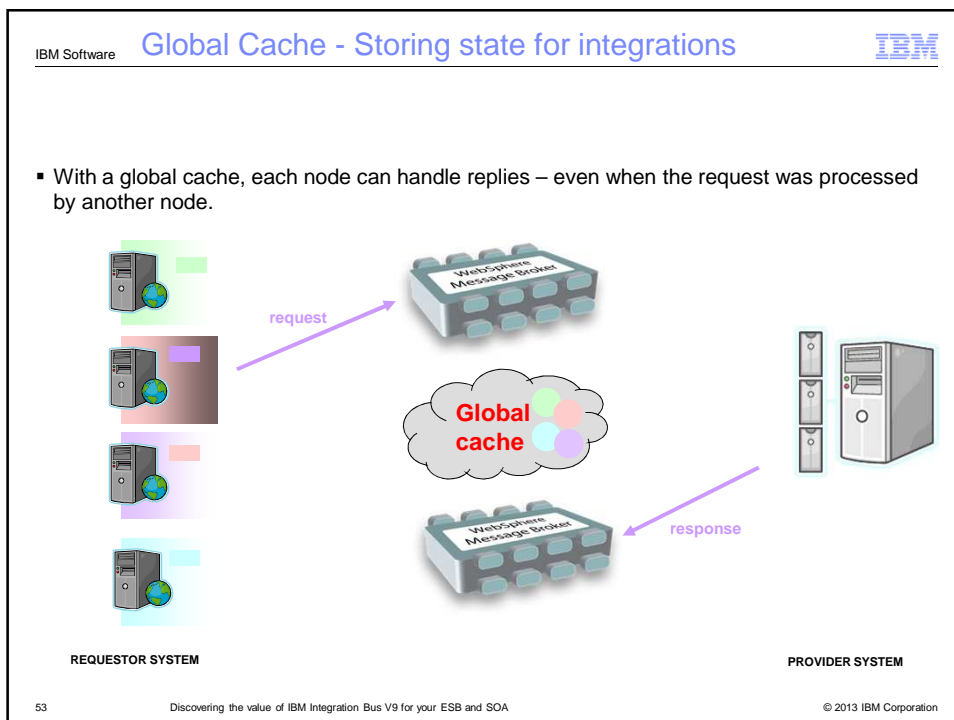 IBM Software
Global Cache - Storing state for integrations
IBM
▪ With a global cache, each node can handle replies – even when the request was processed
by another node.
WebSphere
Message Broker
request
Global
cache
WebSphere
Message Broker
response
REQUESTOR SYSTEM
PROVIDER SYSTEM
53
Discovering the value of IBM Integration Bus V9 for your ESB and SOA
© 2013 IBM Corporation